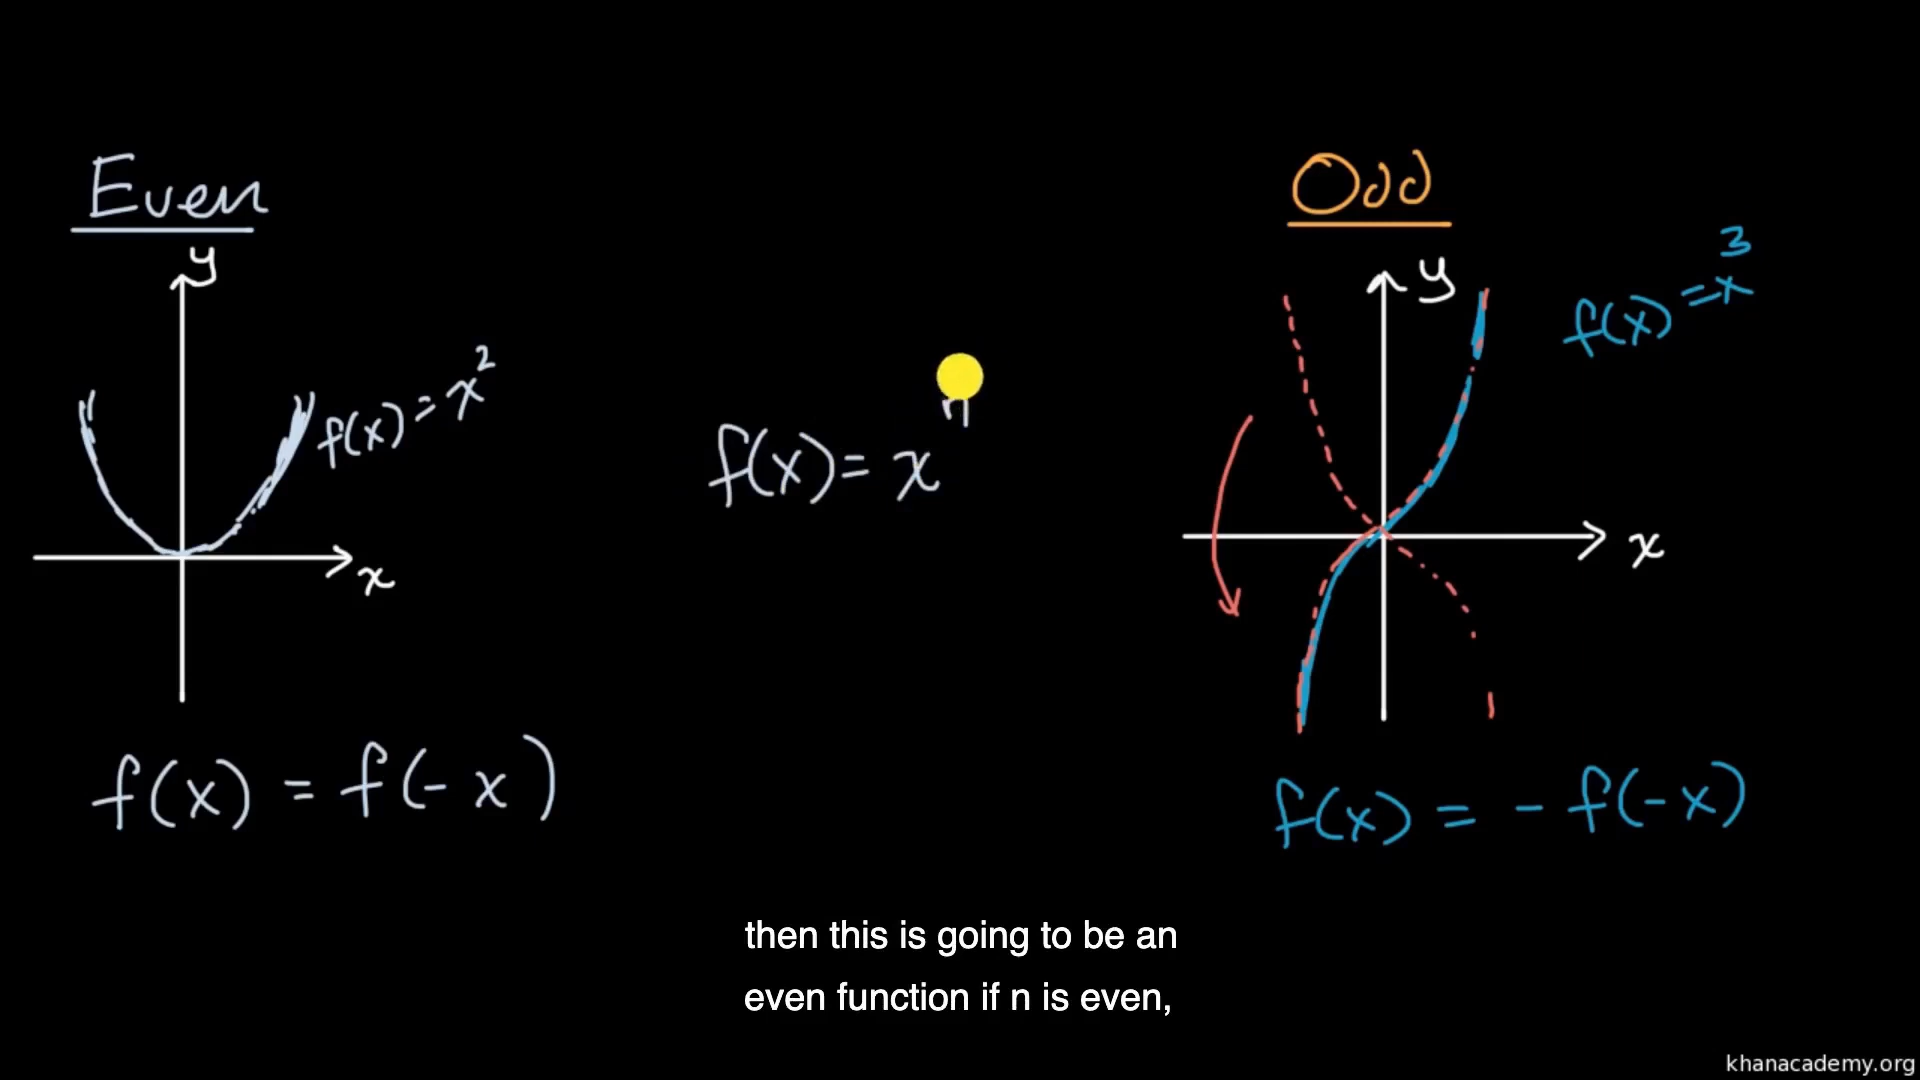 Even
y
f(x) = x²
x
f(x) = f(-x)
f(x) = xⁿ
Odd
y
f(x) = x³
x
f(x) = - f(-x)
then this is going to be an
even function if n is even,
khanacademy.org